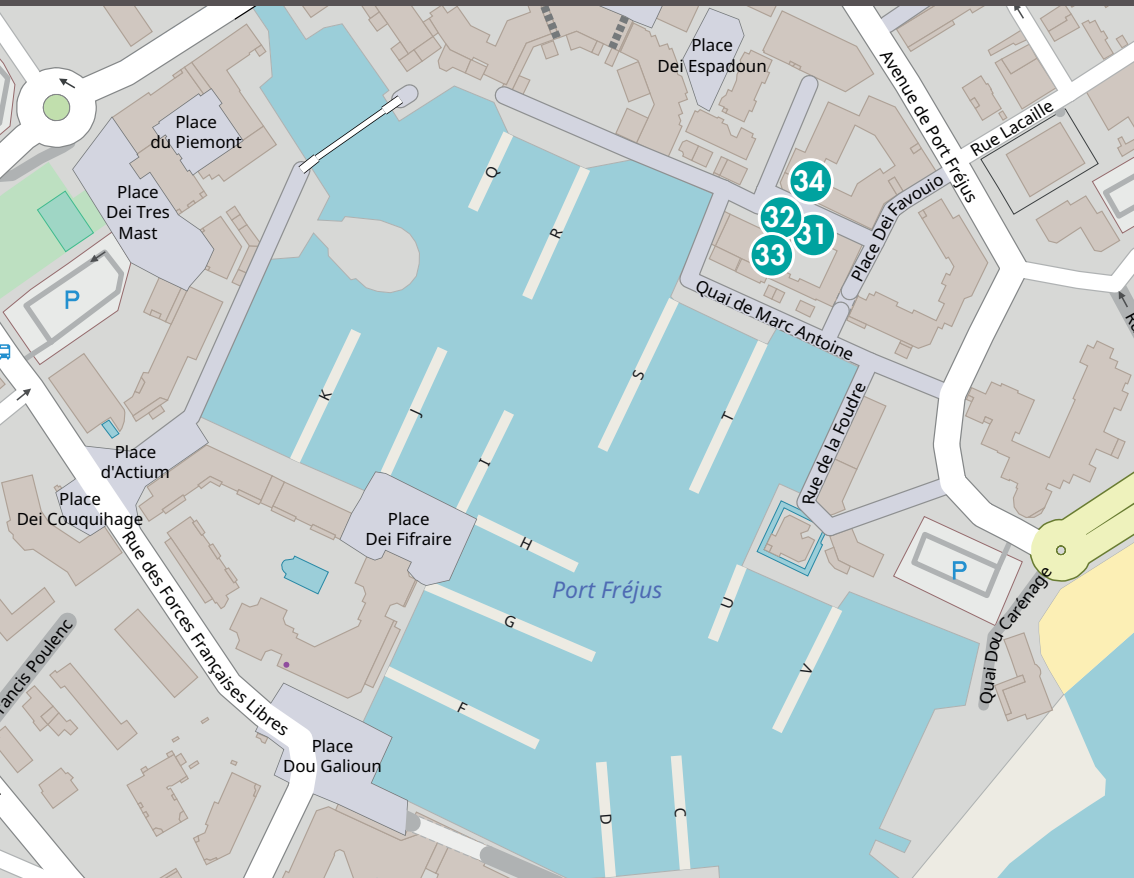 Place
Dei Espadoun
Avenue de Port Fréjus
Rue Lacaille
Place
du Piemont
Q
34
Place
Dei Tres
Mast
Place Dei Favouio
32
31
R
33
P
Quai de Marc Antoine
K
J
S
T
I
Rue de la Foudre
Place
d'Actium
Place
Dei Couquihage
Place
Dei Fifraire
H
P
Port Fréjus
Rue des Forces Françaises Libres
U
G
Quai Dou Carénage
ancis Poulenc
V
F
Place
Dou Galioun
D
C